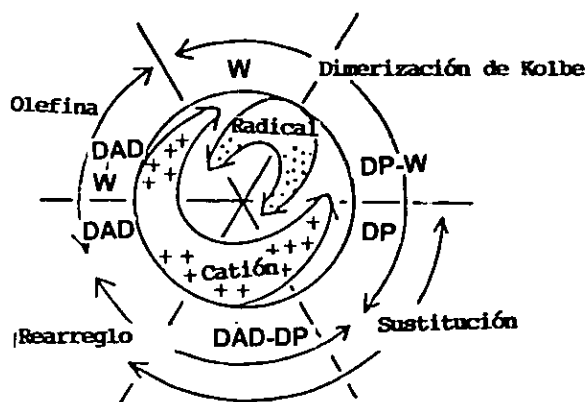 W
Dimerización de Kolbe
Olefina
Radical
DAD
W
DAD
DP-W
DP
Catión
Rearreglo
DAD-DP
Sustitución